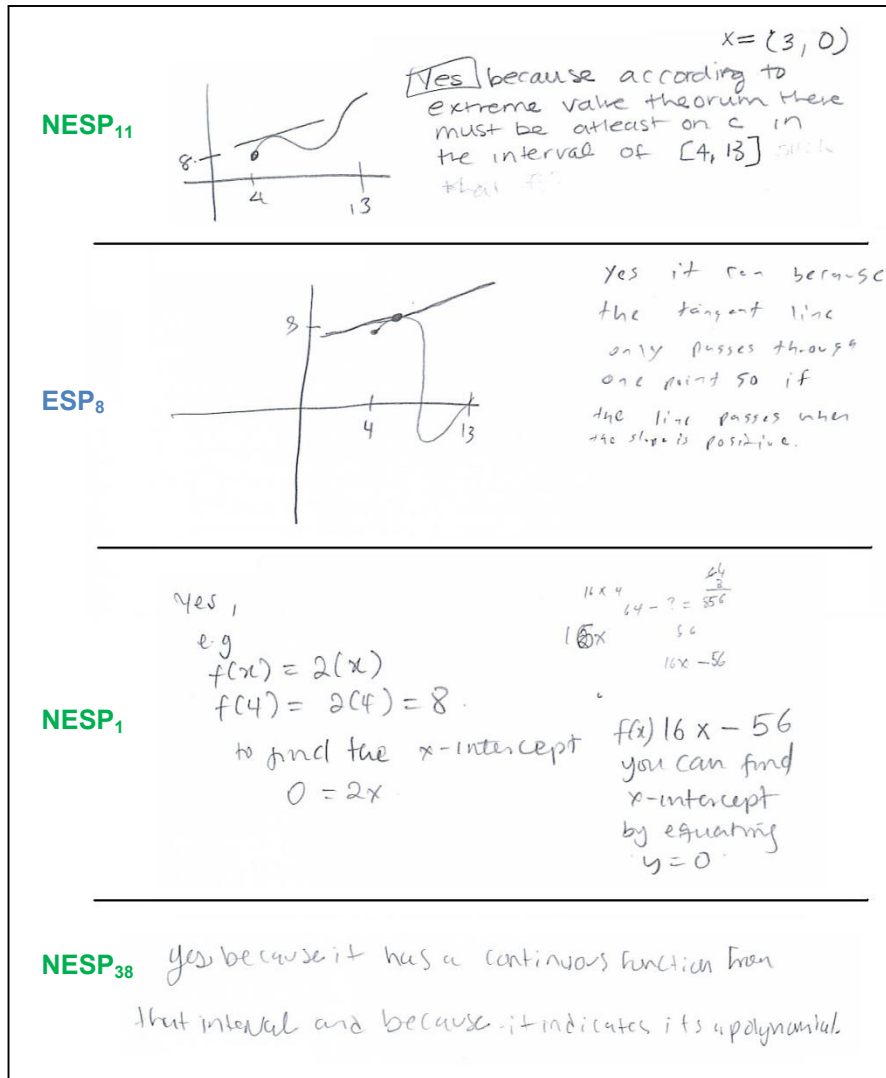 NESP11
x = (3, 0)
Yes because according to
extreme value theorum there
must be atleast on c in
the interval of [4, 13] such
that
8
4
13
ESP8
8
4
13
yes it can because
the tangent line
only passes through
one point so if
the line passes when
the slope is positive.
NESP1
yes,
e.g
f(x) = 2(x)
f(4) = 2(4) = 8.
to find the x-intercept
0 = 2x
16 x 4
64 - ? =
56
16x - 56
f(x) 16x - 56
you can find
x-intercept
by equating
y = 0.
NESP38
yes, because it has a continuous function from
that interval and because it indicates its a polynomial.